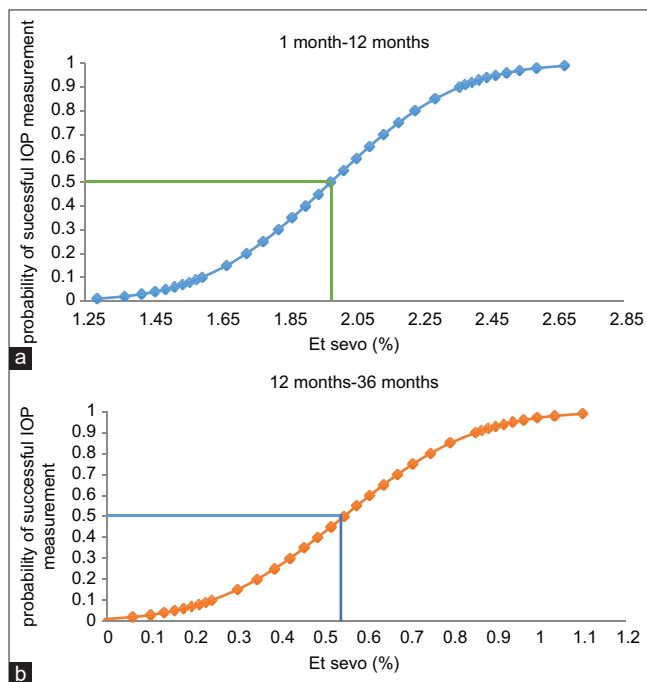 1 month-12 months
probability of sucessful IOP measurement
1
0.9
0.8
0.7
0.6
0.5
0.4
0.3
0.2
0.1
0
1.25 1.45 1.65 1.85 2.05 2.25 2.45 2.65 2.85
Et sevo (%)
a
12 months-36 months
probability of successful IOP
measurement
1
0.9
0.8
0.7
0.6
0.5
0.4
0.3
0.2
0.1
0
0 0.1 0.2 0.3 0.4 0.5 0.6 0.7 0.8 0.9 1 1.1 1.2
Et sevo (%)
b